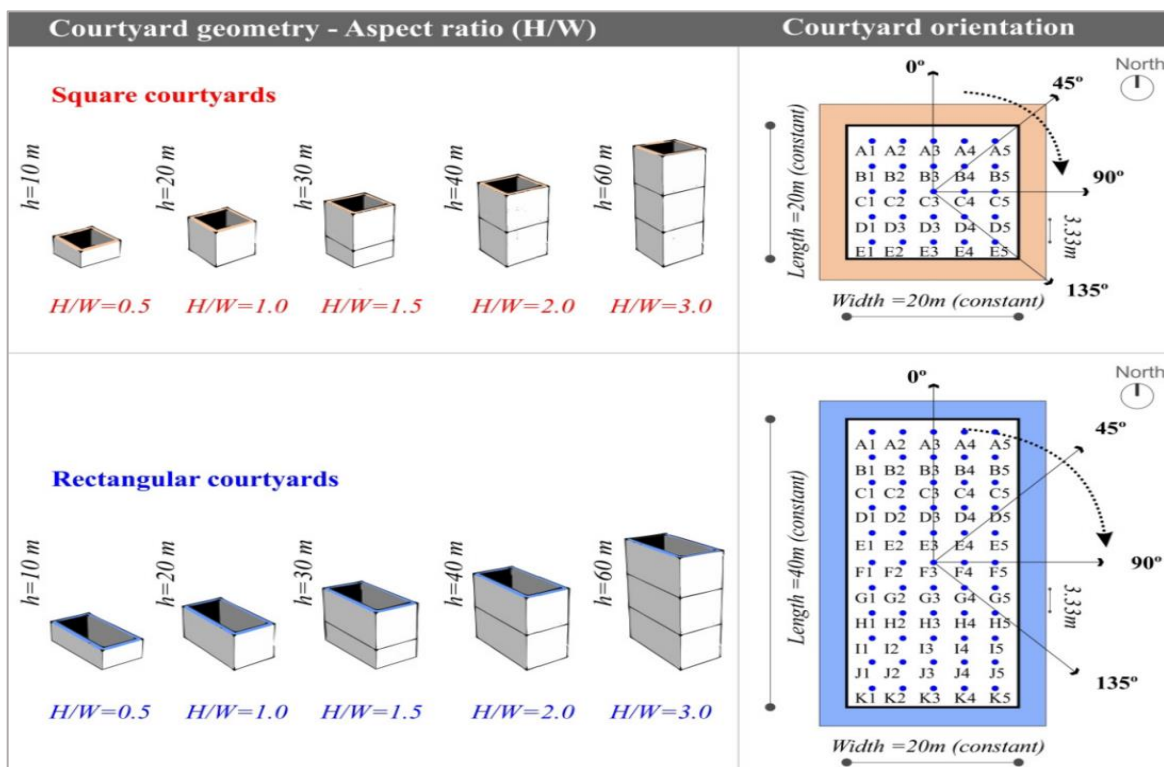 Courtyard geometry - Aspect ratio (H/W)
Courtyard orientation
Square courtyards
h=10 m
h=20 m
h=30 m
h=40 m
h=60 m
H/W=0.5
H/W=1.0
H/W=1.5
H/W=2.0
H/W=3.0
North
0º
45º
90º
135º
A1 A2 A3 A4 A5
B1 B2 B3 B4 B5
C1 C2 C3 C4 C5
D1 D3 D3 D4 D5
E1 E2 E3 E4 E5
Length =20m (constant)
3.33m
Width =20m (constant)
Rectangular courtyards
h=10 m
h=20 m
h=30 m
h=40 m
h=60 m
H/W=0.5
H/W=1.0
H/W=1.5
H/W=2.0
H/W=3.0
North
0º
45º
90º
135º
A1 A2 A3 A4 A5
B1 B2 B3 B4 B5
C1 C2 C3 C4 C5
D1 D2 D3 D4 D5
E1 E2 E3 E4 E5
F1 F2 F3 F4 F5
G1 G2 G3 G4 G5
H1 H2 H3 H4 H5
I1 I2 I3 I4 I5
J1 J2 J3 J4 J5
K1 K2 K3 K4 K5
Length =40m (constant)
3.33m
Width =20m (constant)